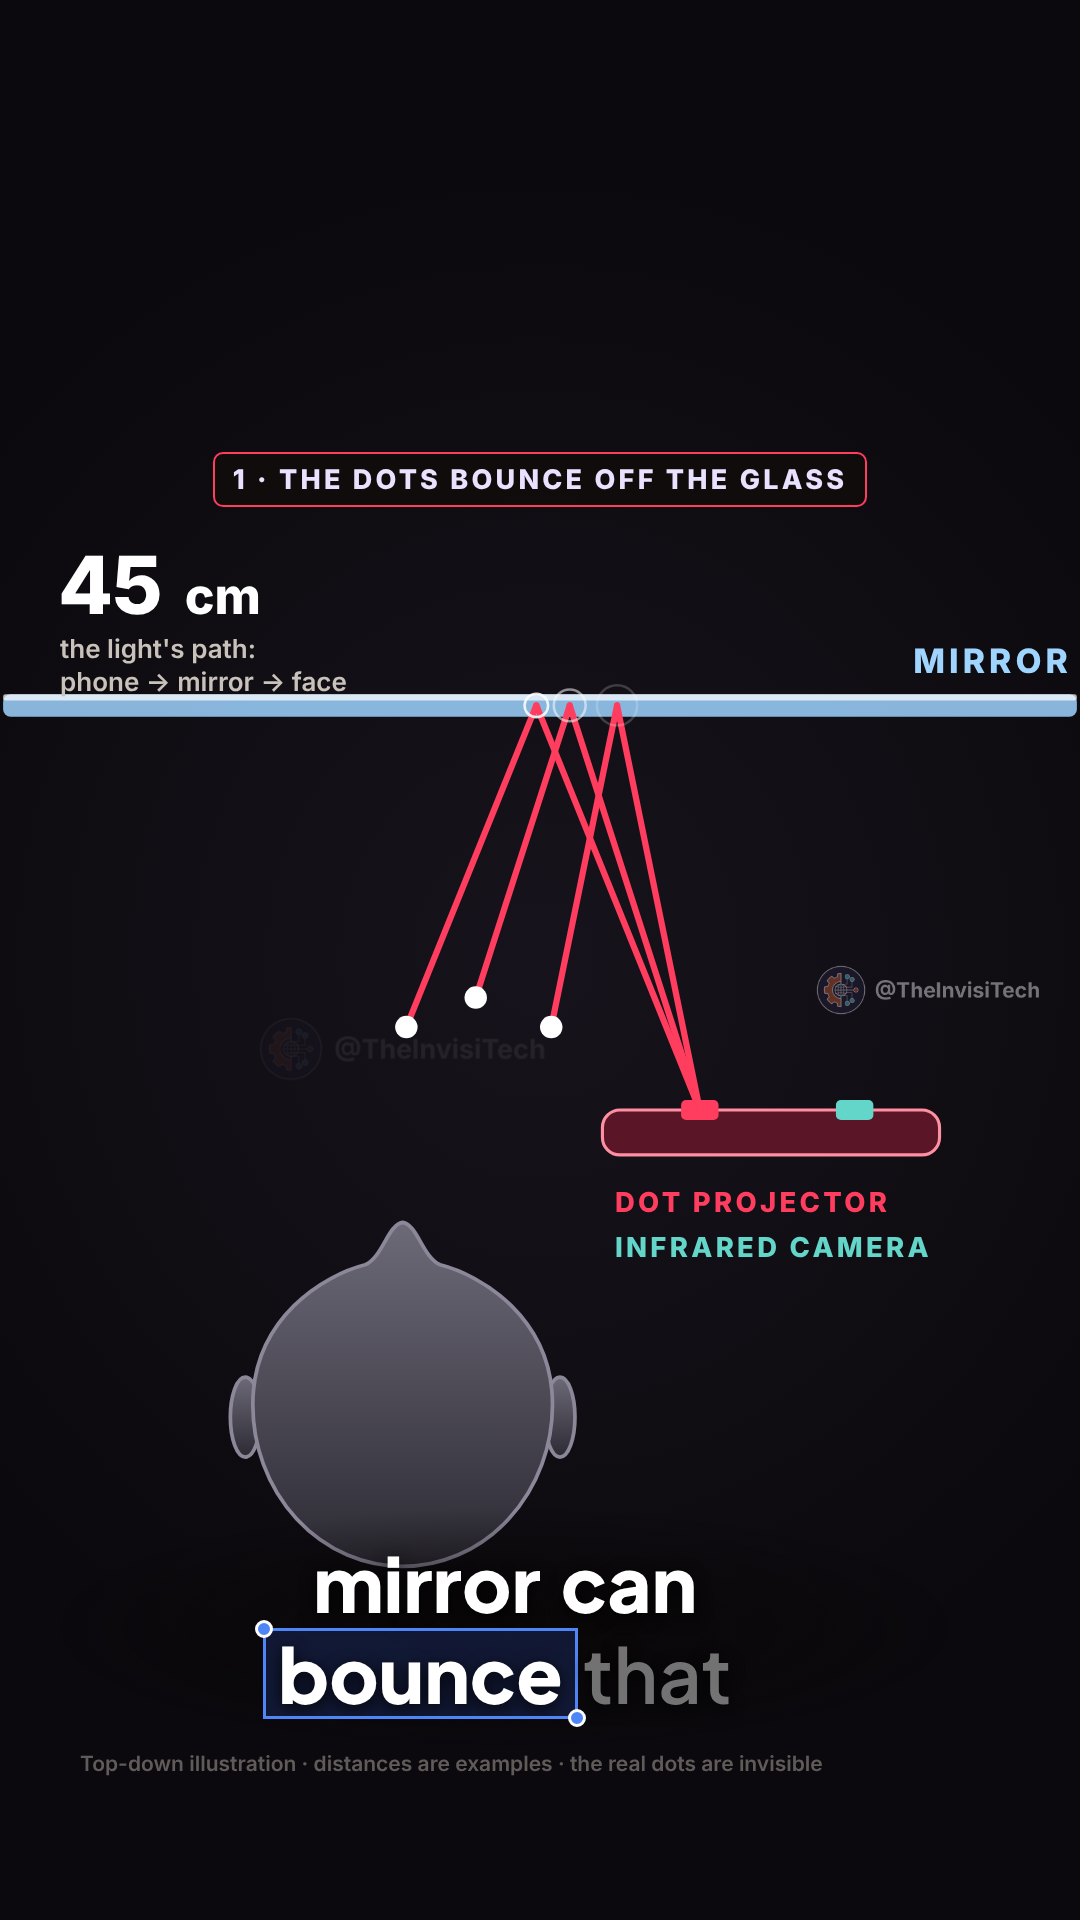 1 · THE DOTS BOUNCE OFF THE GLASS
45 cm
the light's path:
phone → mirror → face
MIRROR
@TheInvisiTech
@TheInvisiTech
DOT PROJECTOR
INFRARED CAMERA
mirror can
bounce that
Top-down illustration · distances are examples · the real dots are invisible